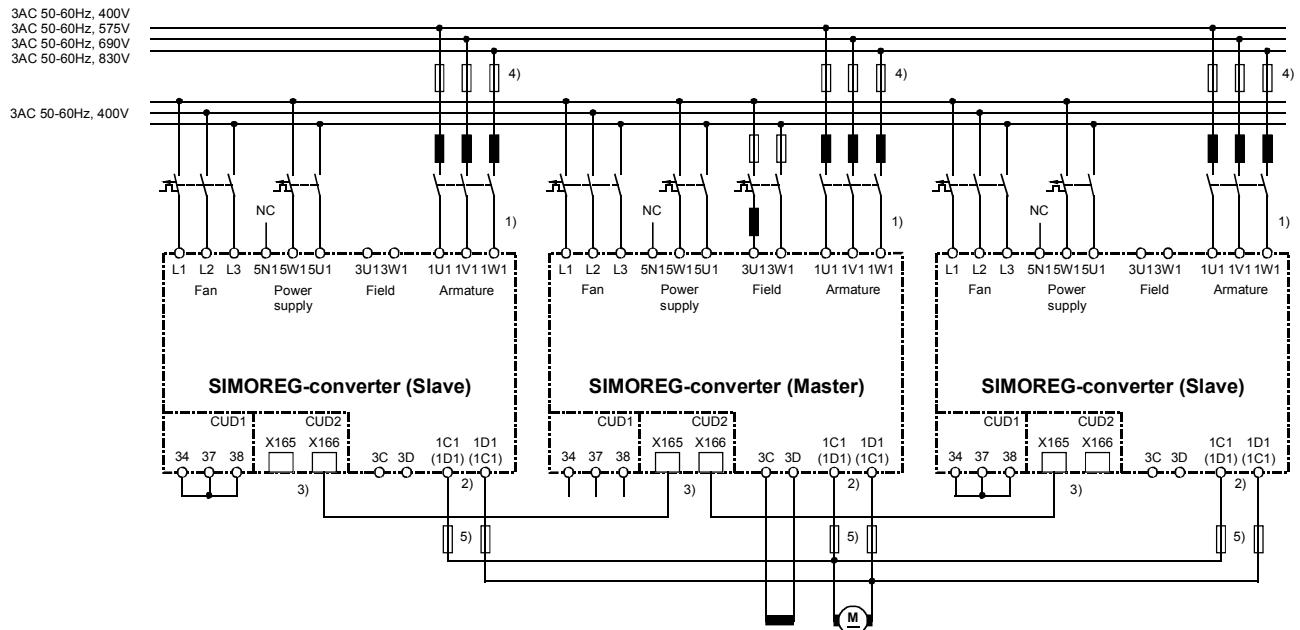 3AC 50-60Hz, 400V
3AC 50-60Hz, 575V
3AC 50-60Hz, 690V
3AC 50-60Hz, 830V
4) 4) 4)
3AC 50-60Hz, 400V
NC 1) NC 1) NC 1)
L1 L2 L3 5N1 5W1 5U1 3U1 3W1 1U1 1V1 1W1 L1 L2 L3 5N1 5W1 5U1 3U1 3W1 1U1 1V1 1W1 L1 L2 L3 5N1 5W1 5U1 3U1 3W1 1U1 1V1 1W1
Fan Power Field Armature Fan Power Field Armature Fan Power Field Armature
supply supply supply
SIMOREG-converter (Slave) SIMOREG-converter (Master) SIMOREG-converter (Slave)
CUD1 CUD2 CUD1 CUD2 CUD1 CUD2
X165 X166 1C1 1D1 X165 X166 1C1 1D1 X165 X166 1C1 1D1
34 37 38 3C 3D (1D1) (1C1) 34 37 38 3C 3D (1D1) (1C1) 34 37 38 3C 3D (1D1) (1C1)
3) 2) 3) 2) 3) 2)
5) 5) 5)
M